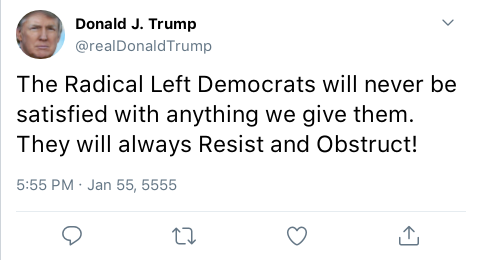 Donald J. Trump
@realDonaldTrump
The Radical Left Democrats will never be
satisfied with anything we give them.
They will always Resist and Obstruct!
5:55 PM · Jan 55, 5555